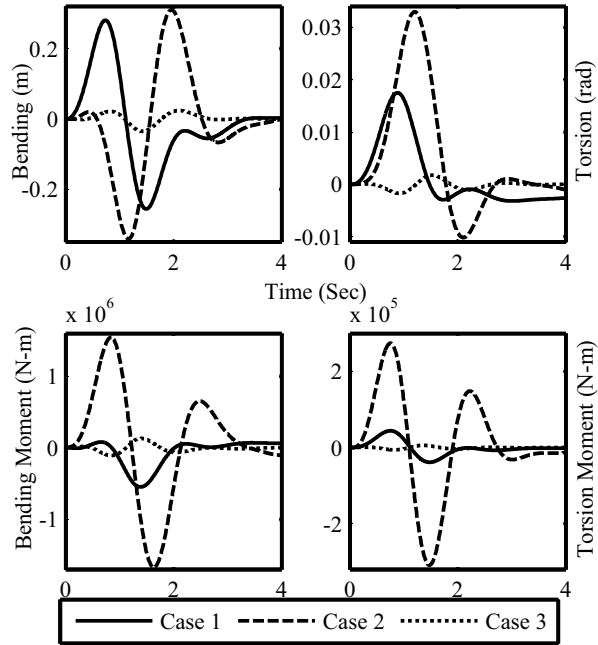 0.2
0
-0.2
Bending (m)
0 2 4
0.04
0.03
0.02
0.01
0
-0.01
Torsion (rad)
0 2 4
Time (Sec)
x 10^6
1
0
-1
Bending Moment (N-m)
0 2 4
x 10^5
2
0
-2
Torsion Moment (N-m)
0 2 4
Case 1 Case 2 Case 3